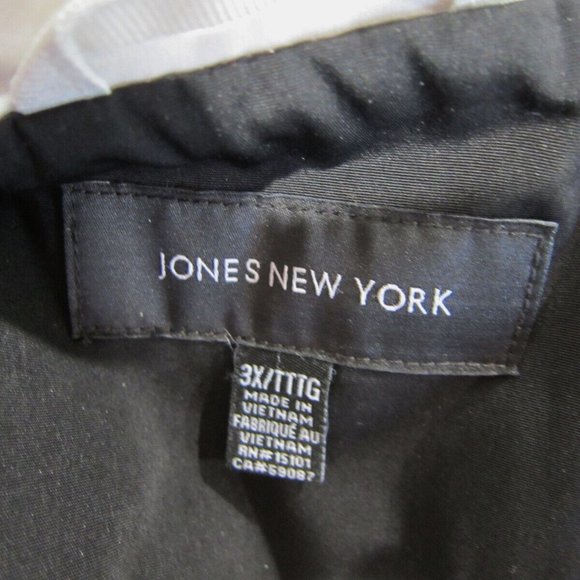 JONES NEW YORK
3X/TTTG
MADE IN
VIETNAM
FABRIQUÉ AU
VIETNAM
RN#15101
CA#59087